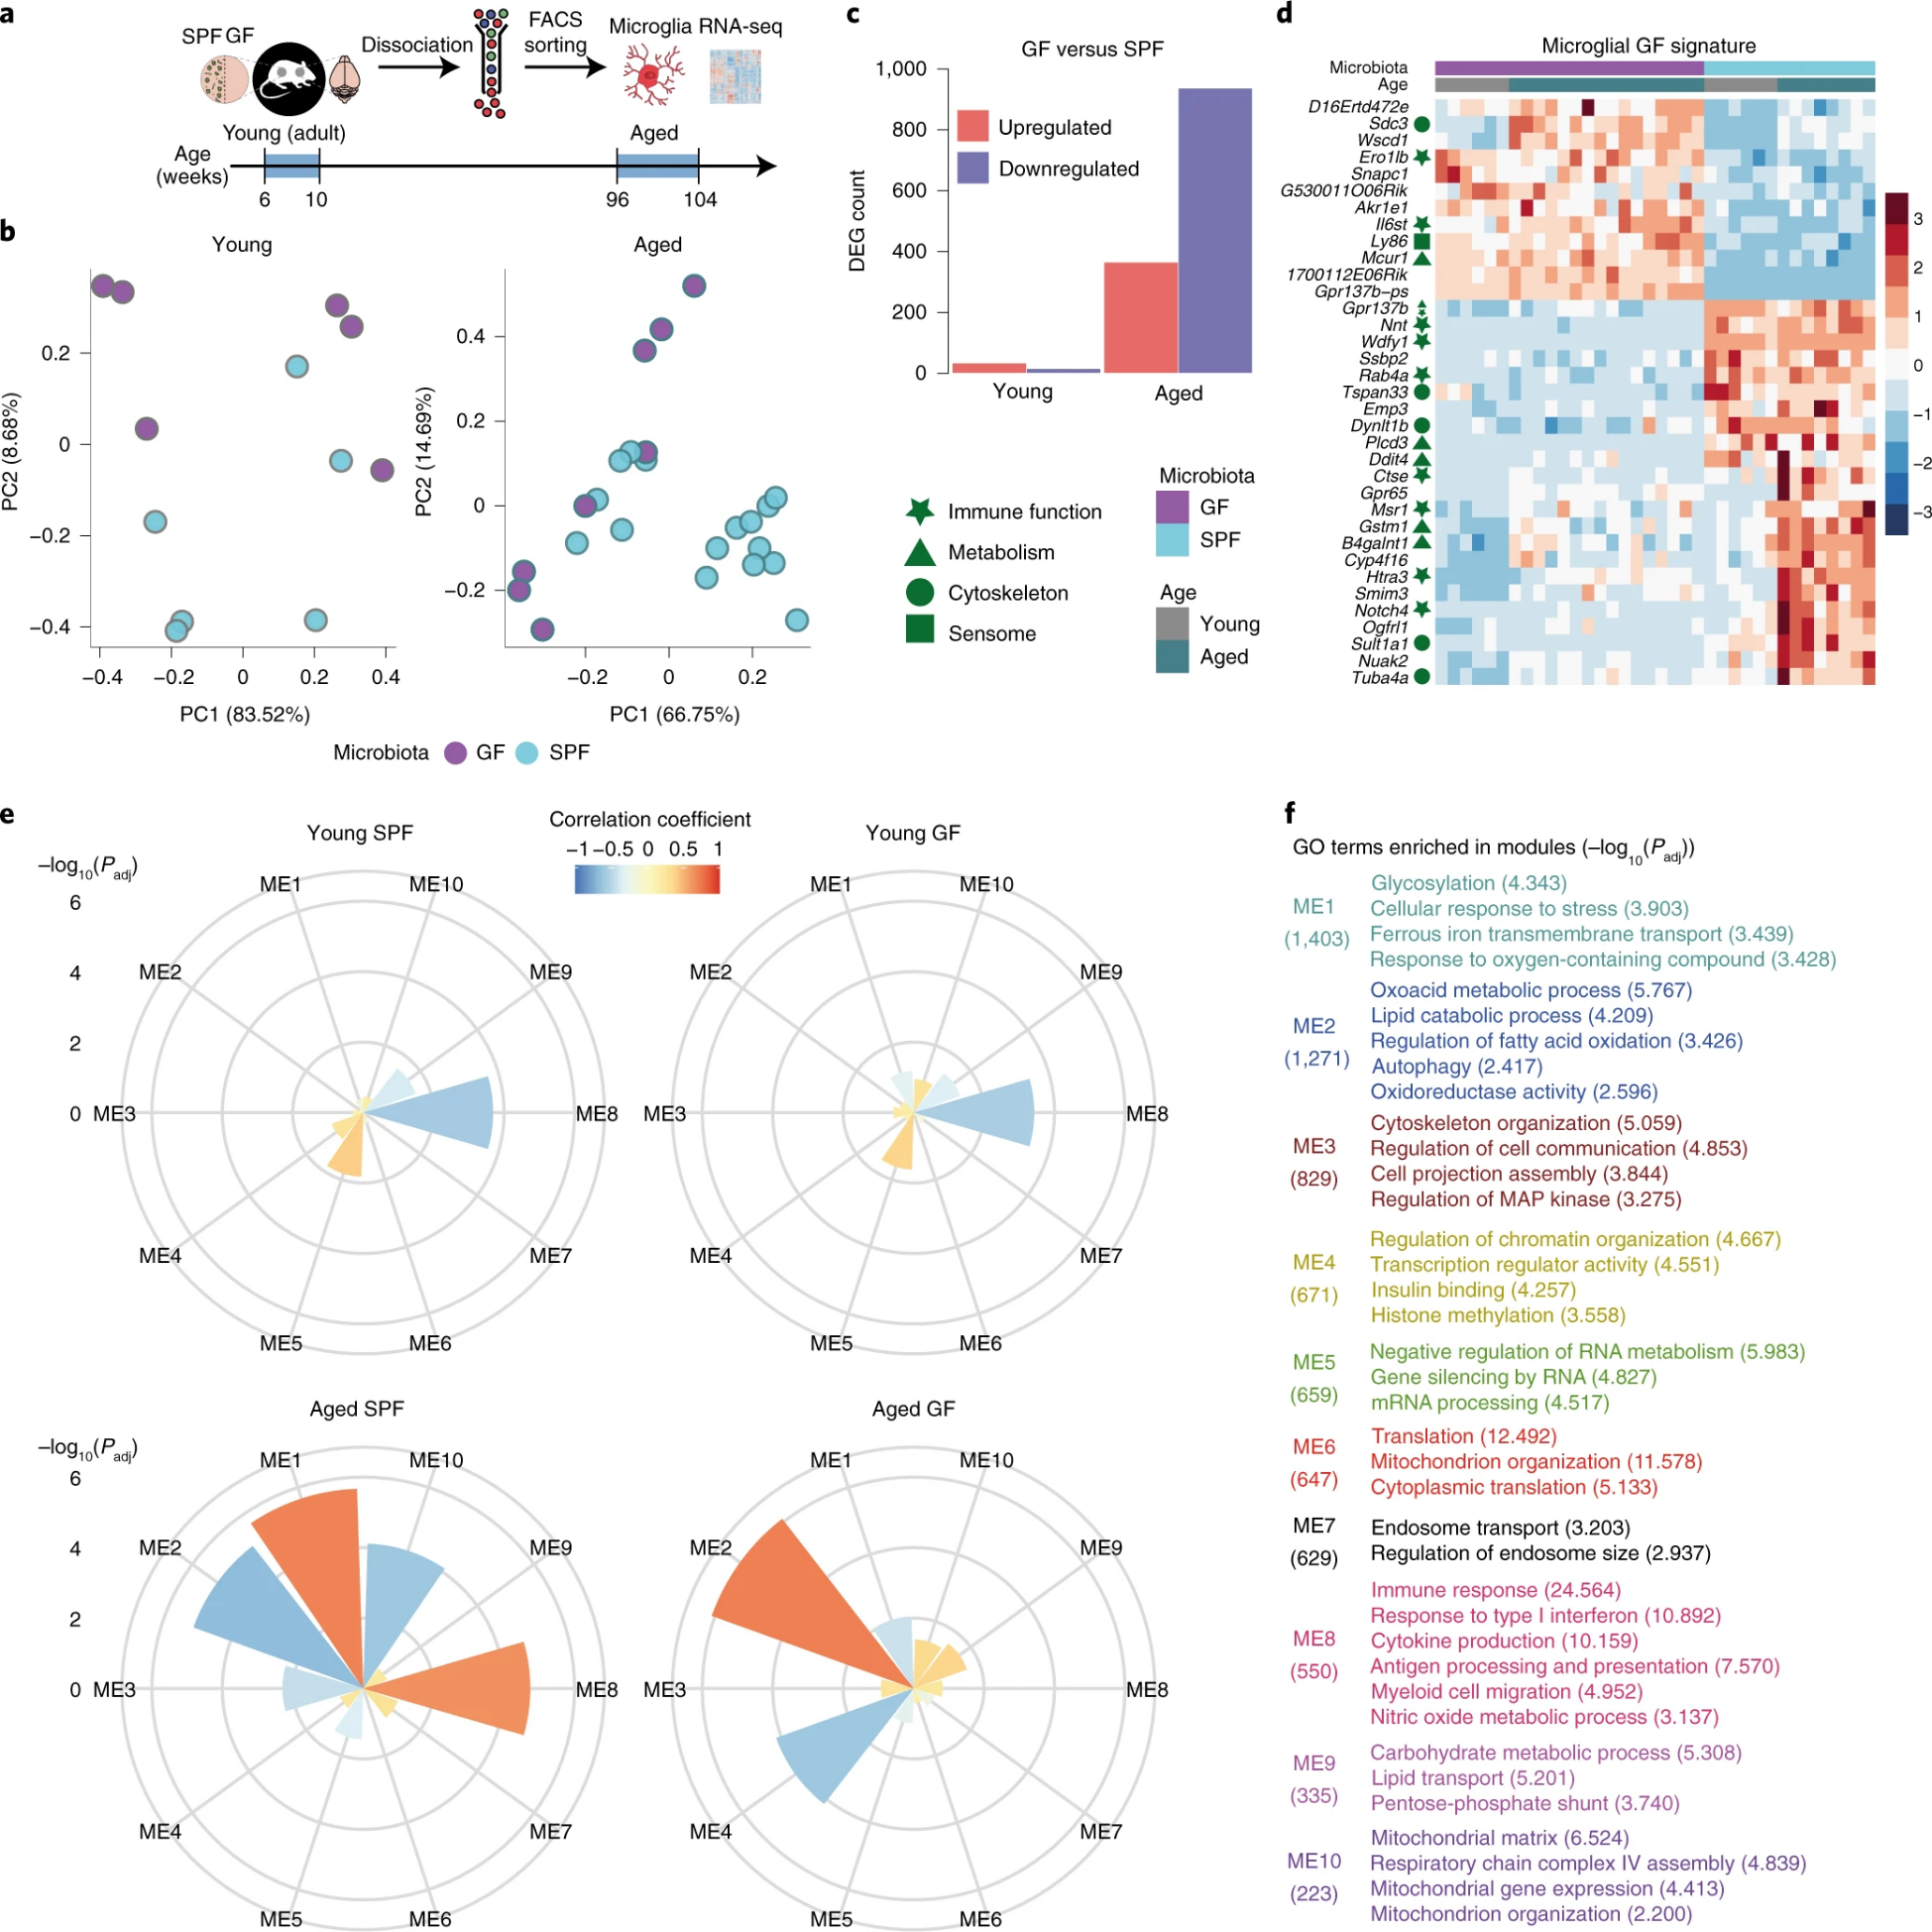 a
SPF GF
Dissociation
FACS
sorting
Microglia RNA-seq
Young (adult)
Aged
Age
(weeks)
6
10
96
104
b
Young
0.2
0
−0.2
−0.4
PC2 (8.68%)
−0.4
−0.2
0
0.2
0.4
PC1 (83.52%)
Aged
0.4
0.2
0
−0.2
PC2 (14.69%)
−0.2
0
0.2
PC1 (66.75%)
Microbiota
GF
SPF
c
GF versus SPF
1,000
800
600
400
200
0
DEG count
Upregulated
Downregulated
Young
Aged
Immune function
Metabolism
Cytoskeleton
Sensome
Microbiota
GF
SPF
Age
Young
Aged
d
Microglial GF signature
Microbiota
Age
D16Ertd472e
Sdc3
Wscd1
Ero1lb
Snapc1
G530011O06Rik
Akr1e1
Il6st
Ly86
Mcur1
1700112E06Rik
Gpr137b–ps
Gpr137b
Nnt
Wdfy1
Ssbp2
Rab4a
Tspan33
Emp3
Dynlt1b
Plcd3
Ddit4
Ctse
Gpr65
Msr1
Gstm1
B4galnt1
Cyp4f16
Htra3
Smim3
Notch4
Ogfrl1
Sult1a1
Nuak2
Tuba4a
3
2
1
0
−1
−2
−3
e
Young SPF
Correlation coefficient
−1 −0.5 0 0.5 1
Young GF
−log10(Padj)
6
4
2
0
ME1
ME10
ME2
ME9
ME3
ME8
ME4
ME7
ME5
ME6
ME1
ME10
ME2
ME9
ME3
ME8
ME4
ME7
ME5
ME6
Aged SPF
Aged GF
−log10(Padj)
6
4
2
0
ME1
ME10
ME2
ME9
ME3
ME8
ME4
ME7
ME5
ME6
ME1
ME10
ME2
ME9
ME3
ME8
ME4
ME7
ME5
ME6
f
GO terms enriched in modules (−log10(Padj))
ME1
(1,403)
Glycosylation (4.343)
Cellular response to stress (3.903)
Ferrous iron transmembrane transport (3.439)
Response to oxygen-containing compound (3.428)
ME2
(1,271)
Oxoacid metabolic process (5.767)
Lipid catabolic process (4.209)
Regulation of fatty acid oxidation (3.426)
Autophagy (2.417)
Oxidoreductase activity (2.596)
ME3
(829)
Cytoskeleton organization (5.059)
Regulation of cell communication (4.853)
Cell projection assembly (3.844)
Regulation of MAP kinase (3.275)
ME4
(671)
Regulation of chromatin organization (4.667)
Transcription regulator activity (4.551)
Insulin binding (4.257)
Histone methylation (3.558)
ME5
(659)
Negative regulation of RNA metabolism (5.983)
Gene silencing by RNA (4.827)
mRNA processing (4.517)
ME6
(647)
Translation (12.492)
Mitochondrion organization (11.578)
Cytoplasmic translation (5.133)
ME7
(629)
Endosome transport (3.203)
Regulation of endosome size (2.937)
ME8
(550)
Immune response (24.564)
Response to type I interferon (10.892)
Cytokine production (10.159)
Antigen processing and presentation (7.570)
Myeloid cell migration (4.952)
Nitric oxide metabolic process (3.137)
ME9
(335)
Carbohydrate metabolic process (5.308)
Lipid transport (5.201)
Pentose-phosphate shunt (3.740)
ME10
(223)
Mitochondrial matrix (6.524)
Respiratory chain complex IV assembly (4.839)
Mitochondrial gene expression (4.413)
Mitochondrion organization (2.200)